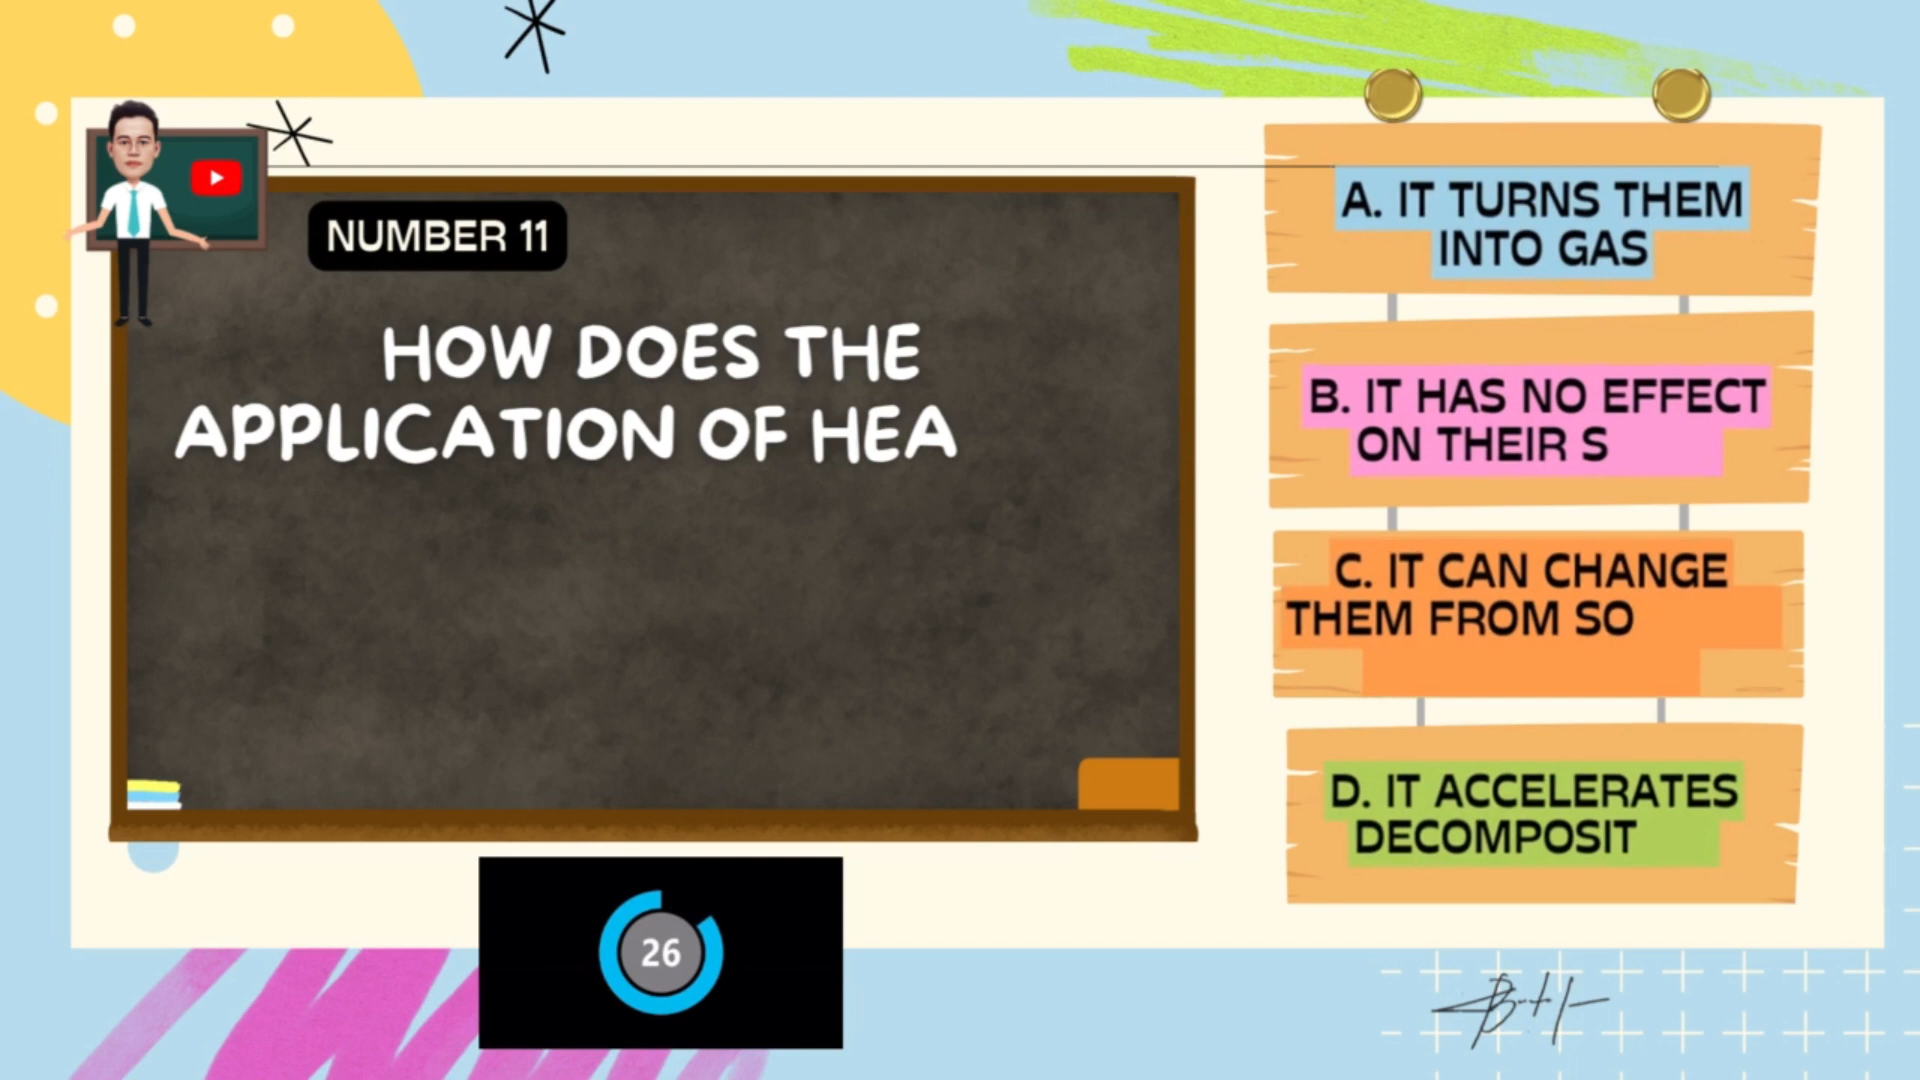 NUMBER 11
HOW DOES THE
APPLICATION OF HEA
A. IT TURNS THEM
INTO GAS
B. IT HAS NO EFFECT
ON THEIR S
C. IT CAN CHANGE
THEM FROM SO
D. IT ACCELERATES
DECOMPOSIT
26